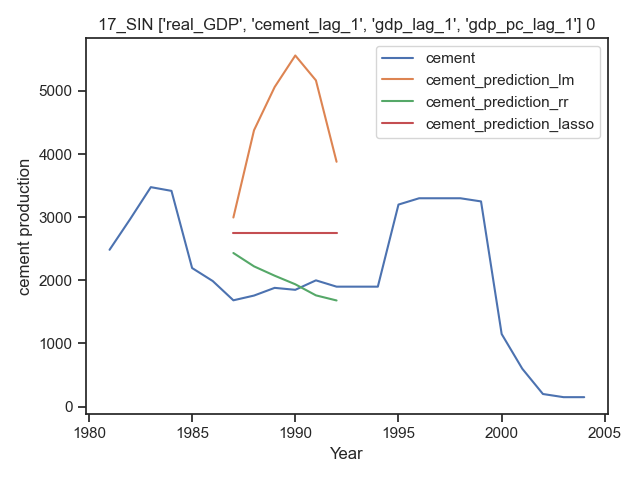 17_SIN ['real_GDP', 'cement_lag_1', 'gdp_lag_1', 'gdp_pc_lag_1'] 0
cement
cement_prediction_lm
cement_prediction_rr
cement_prediction_lasso
cement production
5000
4000
3000
2000
1000
0
1980
1985
1990
1995
2000
2005
Year